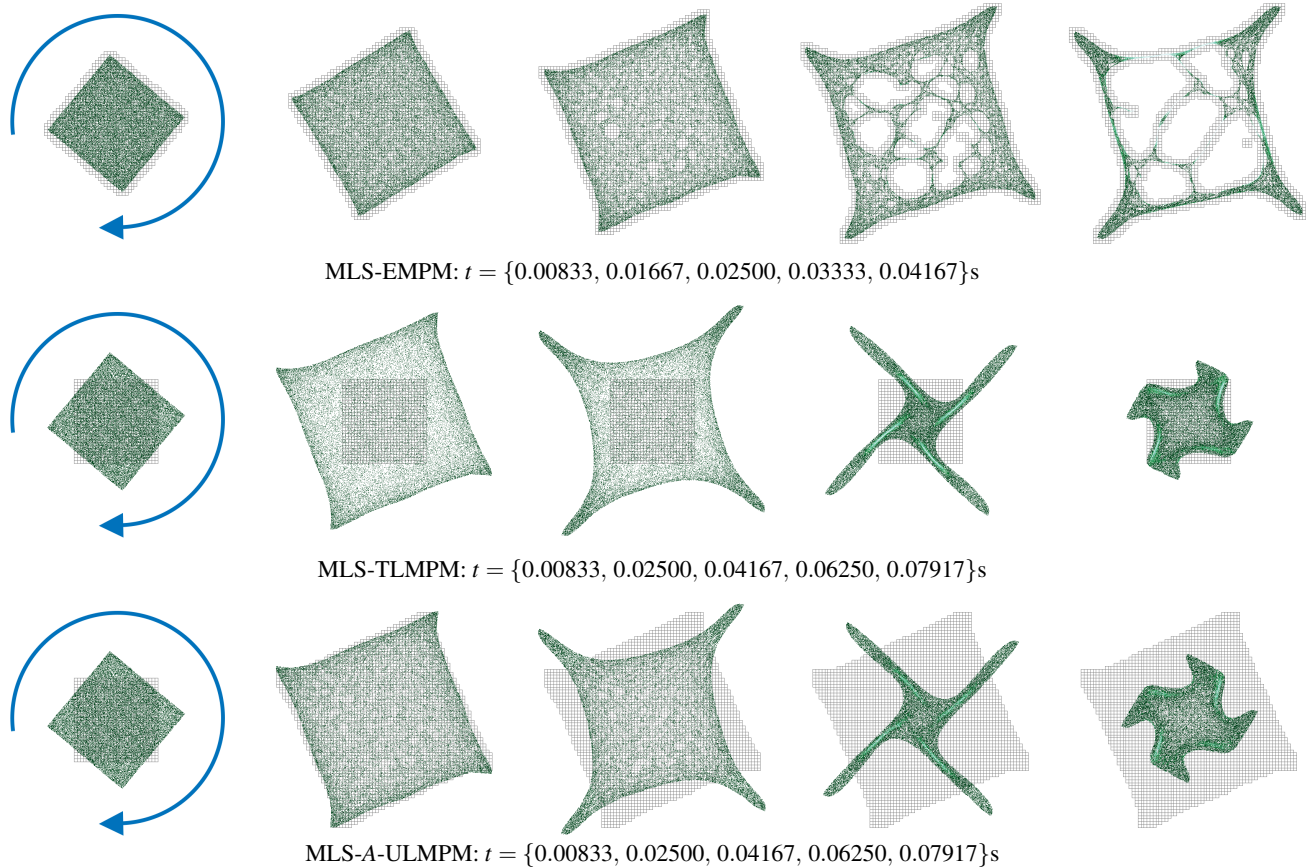 MLS-EMPM: t = {0.00833, 0.01667, 0.02500, 0.03333, 0.04167}s
MLS-TLMPM: t = {0.00833, 0.02500, 0.04167, 0.06250, 0.07917}s
MLS-A-ULMPM: t = {0.00833, 0.02500, 0.04167, 0.06250, 0.07917}s